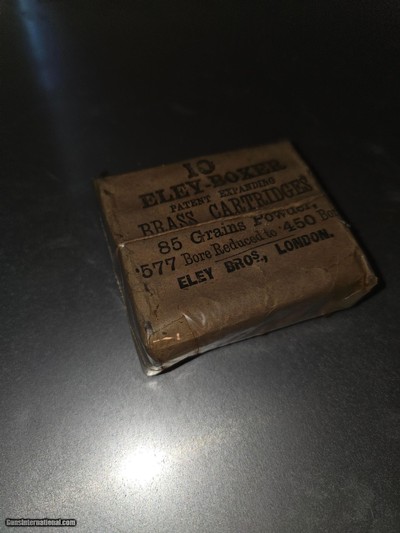 10
ELEY-BOXER
PATENT EXPANDING
BRASS CARTRIDGES
85 Grains Powder,
·577 Bore Reduced to ·450 Bore
ELEY BROS., LONDON.
GunsInternational.com